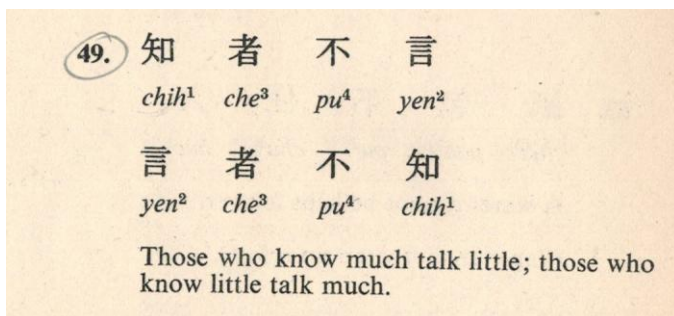 49. 知 者 不 言
chih¹ che³ pu⁴ yen²
言 者 不 知
yen² che³ pu⁴ chih¹
Those who know much talk little; those who
know little talk much.